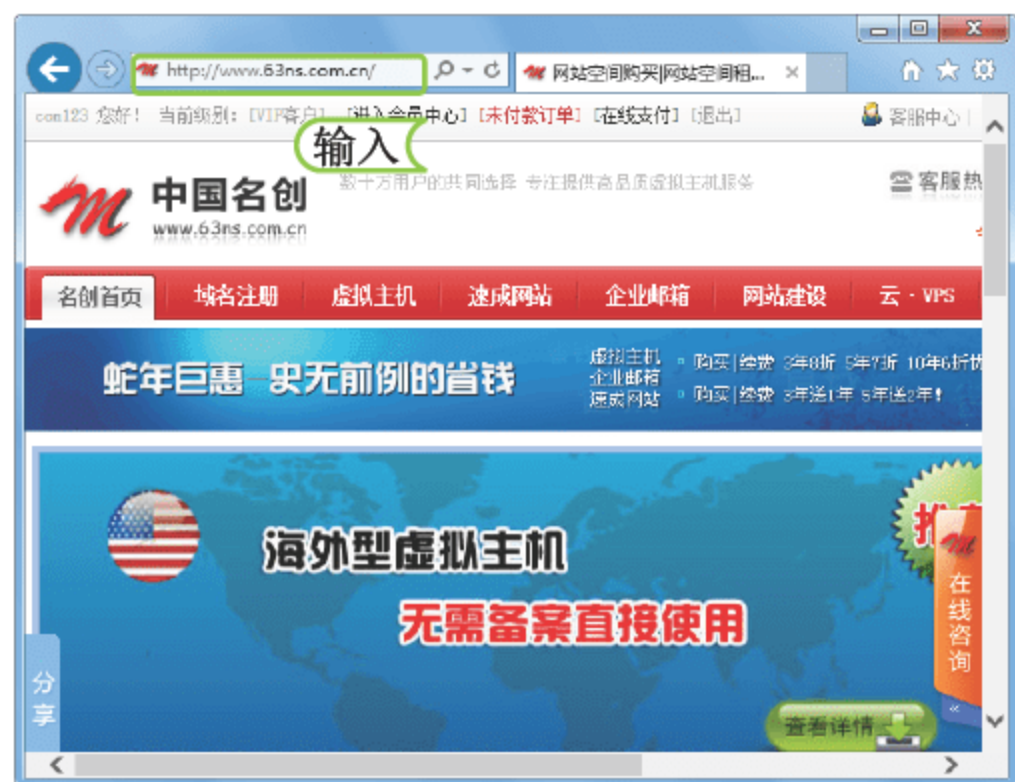 http://www.63ns.com.cn/
网站空间购买|网站空间租...
com123 您好! 当前级别: [VIP客户] [进入会员中心] [未付款订单] [在线支付] [退出]
客服中心|
输入
中国名创
www.63ns.com.cn
数十万用户的共同选择 专注提供高品质虚拟主机服务
客服热
名创首页 域名注册 虚拟主机 速成网站 企业邮箱 网站建设 云·VPS
蛇年巨惠 史无前例的省钱
虚拟主机
企业邮箱
速成网站
购买|续费 3年8折 5年7折 10年6折
购买|续费 3年送1年 5年送2年!
海外型虚拟主机
无需备案直接使用
在线咨询
分享
查看详情